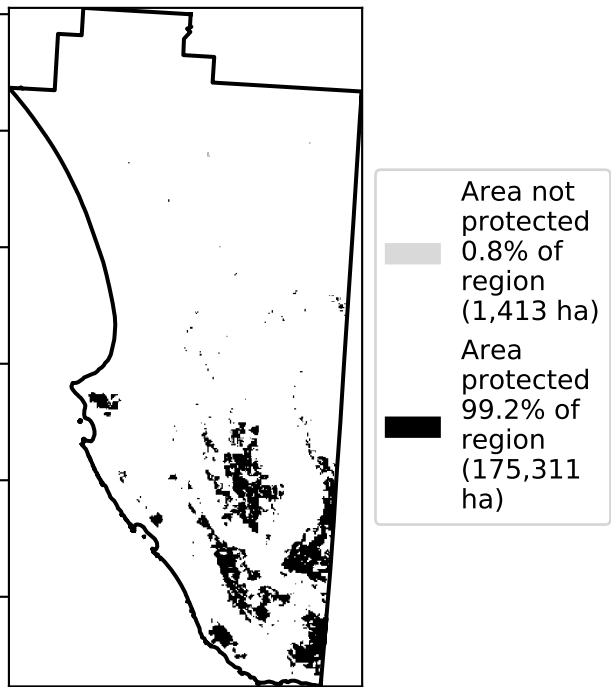 Area not
protected
0.8% of
region
(1,413 ha)
Area
protected
99.2% of
region
(175,311
ha)